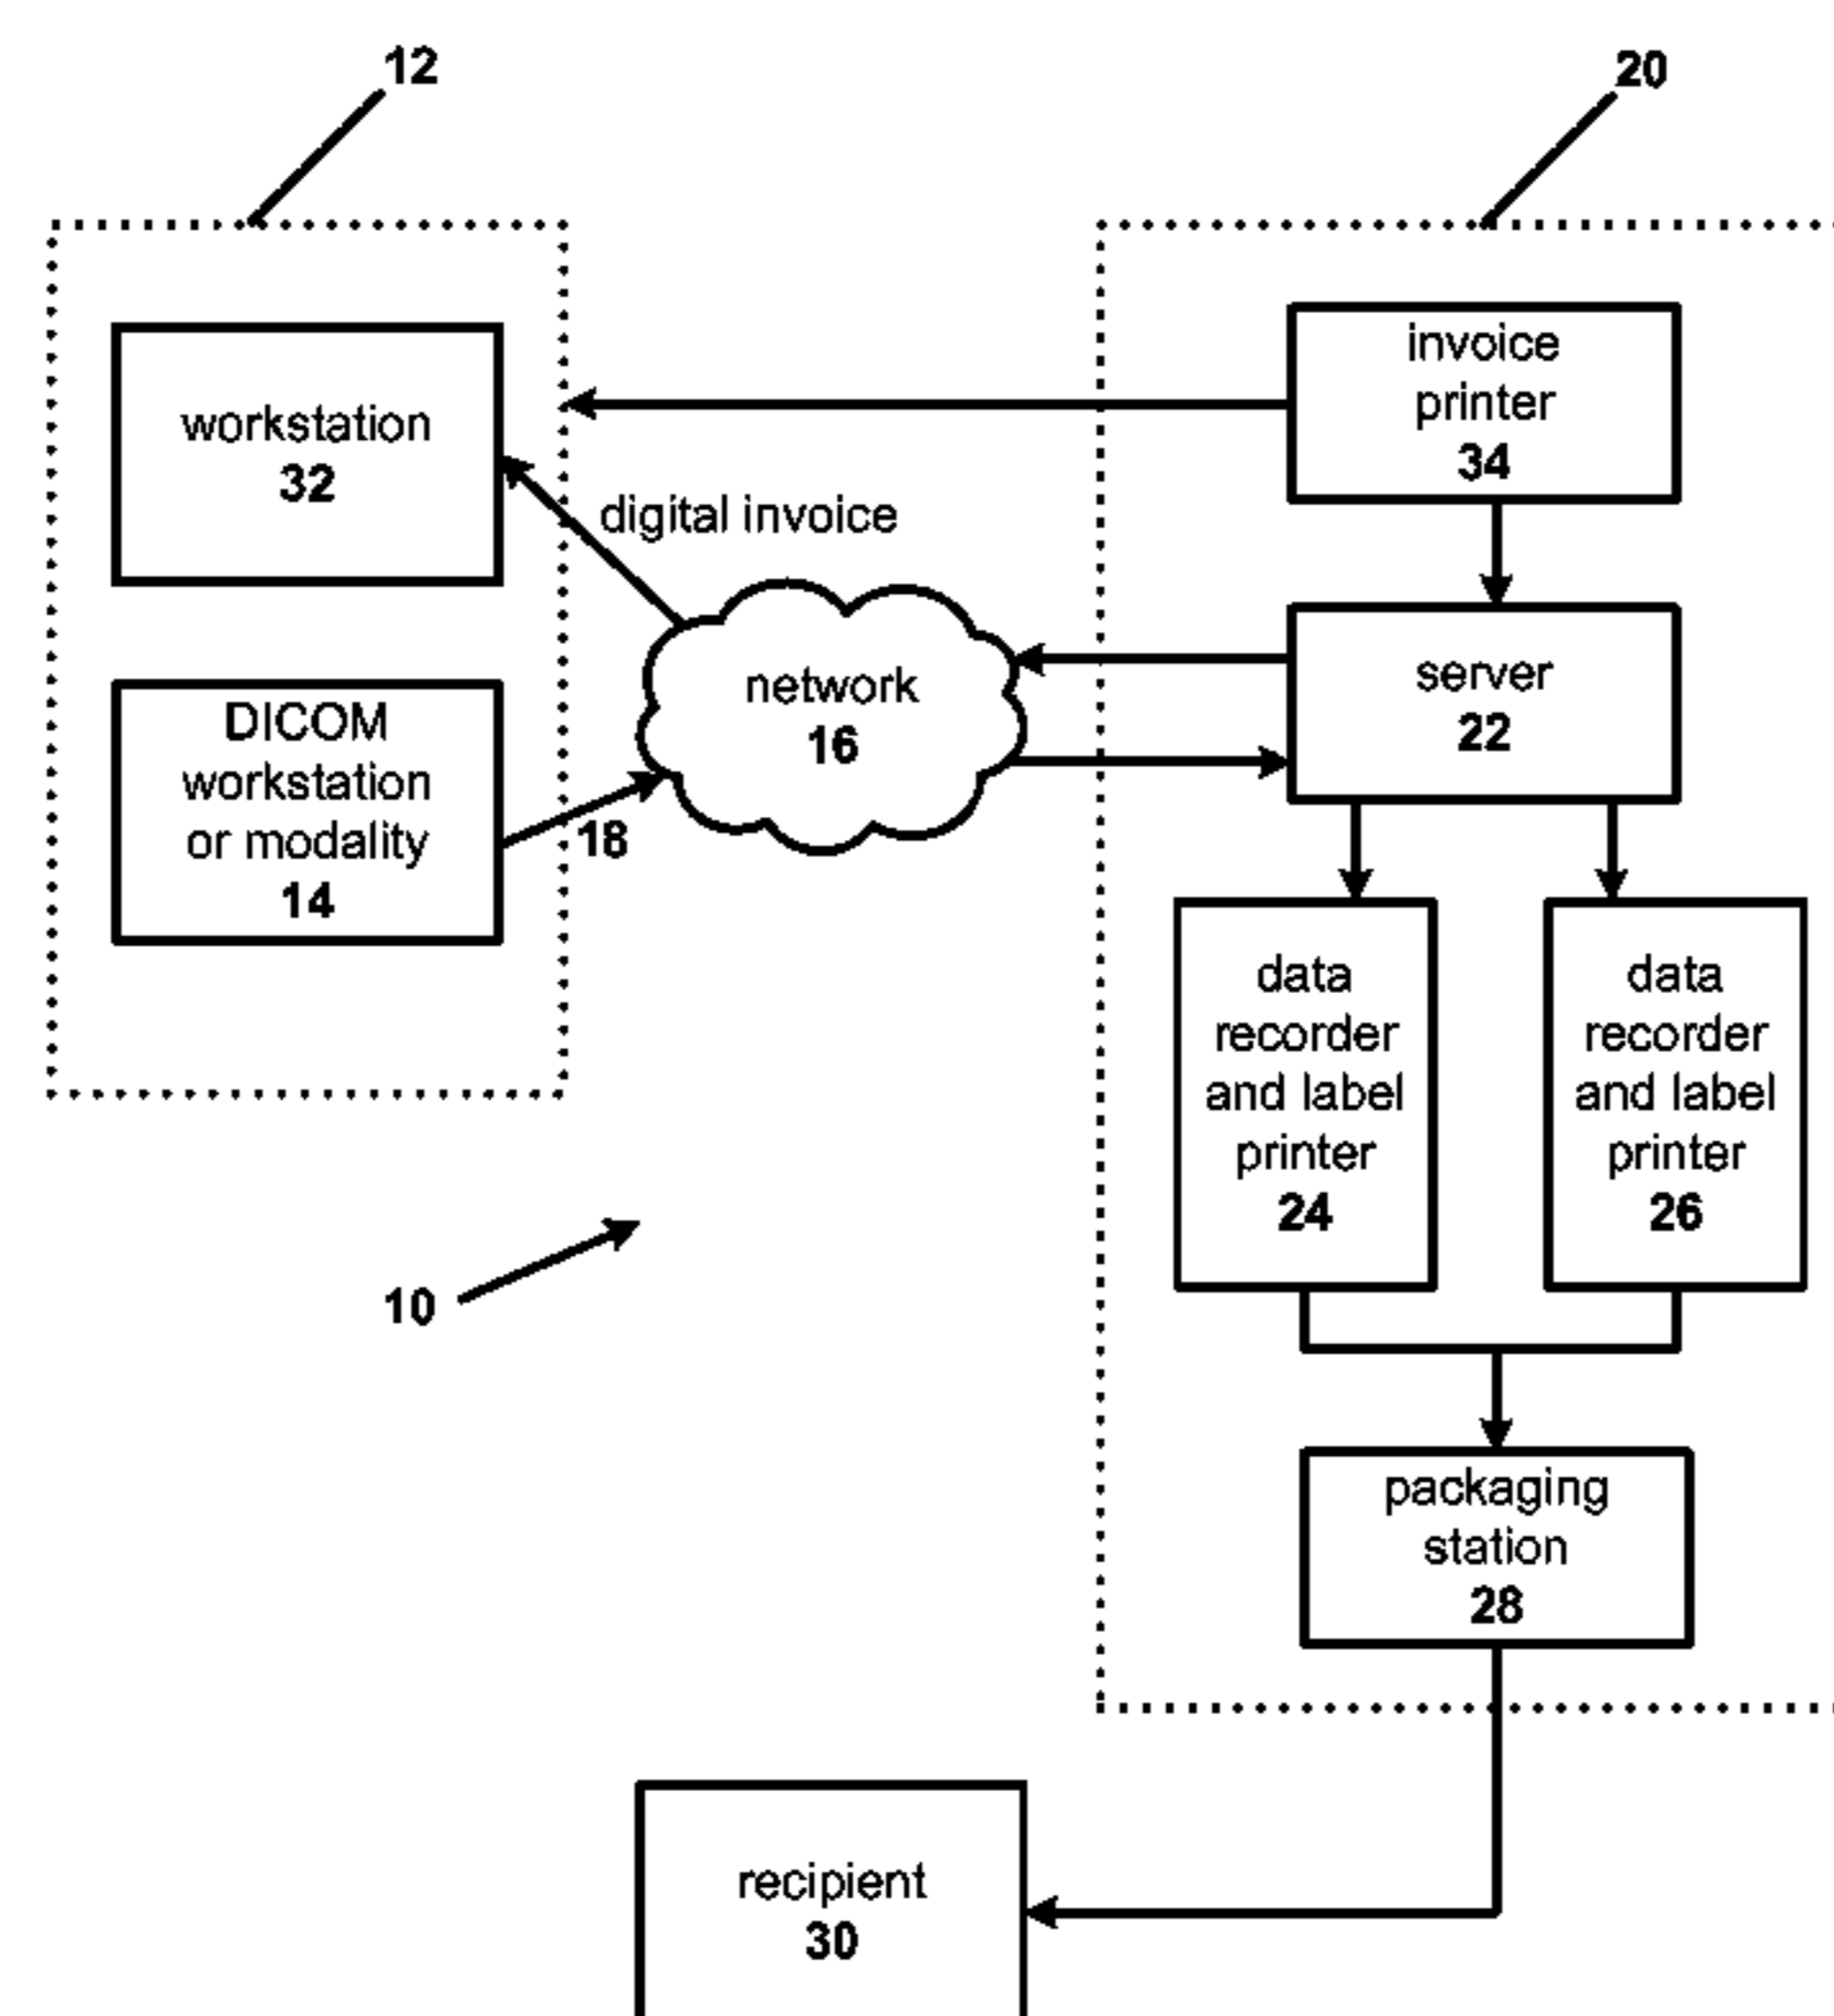 12
20
workstation
32
invoice
printer
34
digital invoice
DICOM
workstation
or modality
14
18
network
16
server
22
data
recorder
and label
printer
24
data
recorder
and label
printer
26
10
packaging
station
28
recipient
30